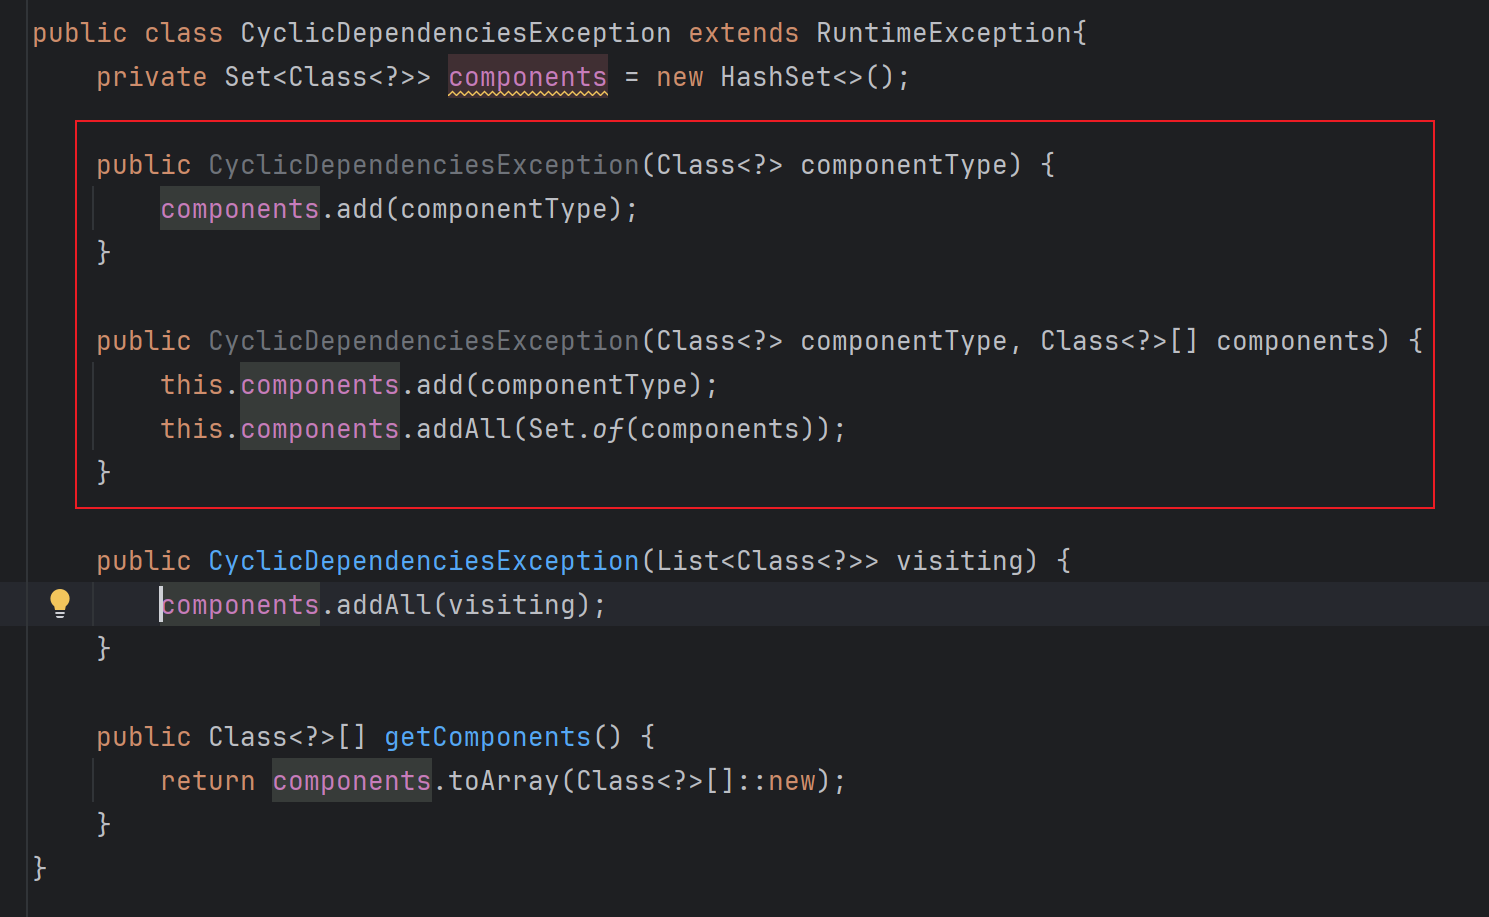 public class CyclicDependenciesException extends RuntimeException{
private Set<Class<?>> components = new HashSet<>();
public CyclicDependenciesException(Class<?> componentType) {
components.add(componentType);
}
public CyclicDependenciesException(Class<?> componentType, Class<?>[] components) {
this.components.add(componentType);
this.components.addAll(Set.of(components));
}
public CyclicDependenciesException(List<Class<?>> visiting) {
components.addAll(visiting);
}
public Class<?>[] getComponents() {
return components.toArray(Class<?>[]::new);
}
}